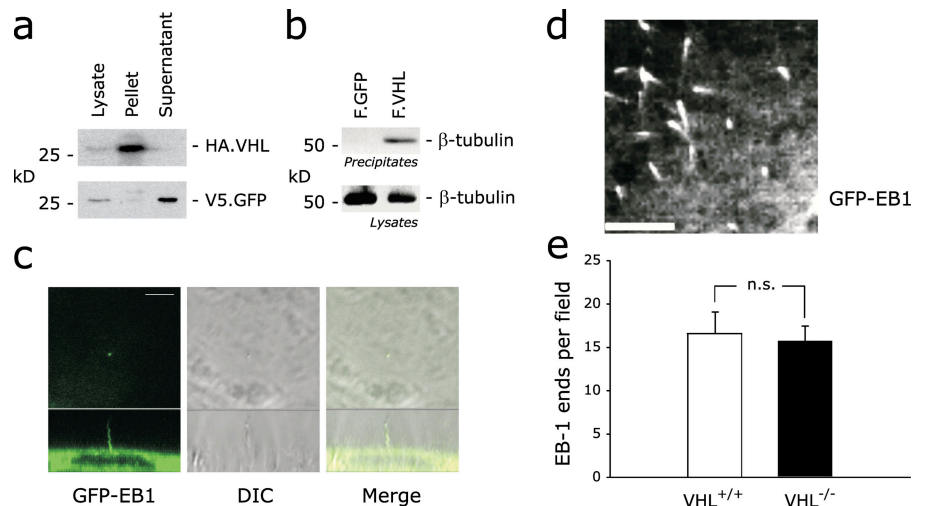 a
Lysate
Pellet
Supernatant
25 -
- HA.VHL
kD
25 -
- V5.GFP
b
F.GFP
F.VHL
50 -
- β-tubulin
Precipitates
kD
50 -
- β-tubulin
Lysates
c
GFP-EB1
DIC
Merge
d
GFP-EB1
e
EB-1 ends per field
25
20
15
10
5
0
n.s.
VHL+/+
VHL-/-